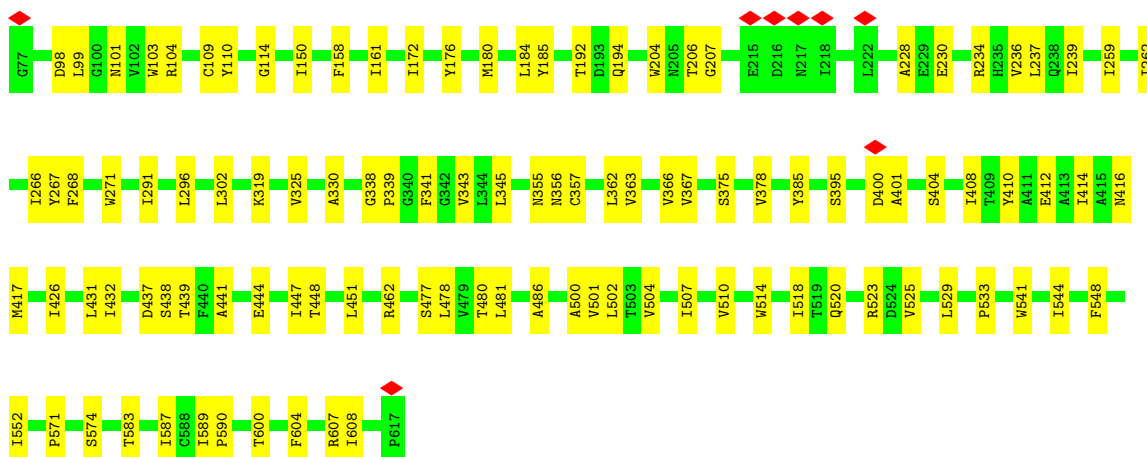 G77 D98 L99 G100 N101 V102 W103 R104 C109 Y110 G114 I150 F158 I161 I172 Y176 M180 L184 Y185 T192 D193 Q194 W204 N205 T206 G207 E215 D216 N217 I218 L222 A228 E229 E230 R234 H235 V236 L237 Q238 I239 I259
I266 Y267 F268 W271 I291 L296 L302 K319 V325 A330 G338 P339 G340 F341 G342 V343 L344 L345 N355 N356 C357 L362 V363 V366 V367 S375 V378 Y385 S395 D400 A401 S404 I408 T409 Y410 A411 E412 A413 I414 A415 N416
M417 I426 L431 I432 D437 S438 T439 F440 A441 E444 I447 T448 L451 R462 S477 L478 V479 T480 L481 A486 A500 V501 L502 T503 V504 I507 V510 W514 I518 T519 Q520 R523 D524 V525 L529 P533 W541 I544 F548
I552 P571 S574 T583 I587 C588 I589 P590 T600 F604 R607 I608 P617